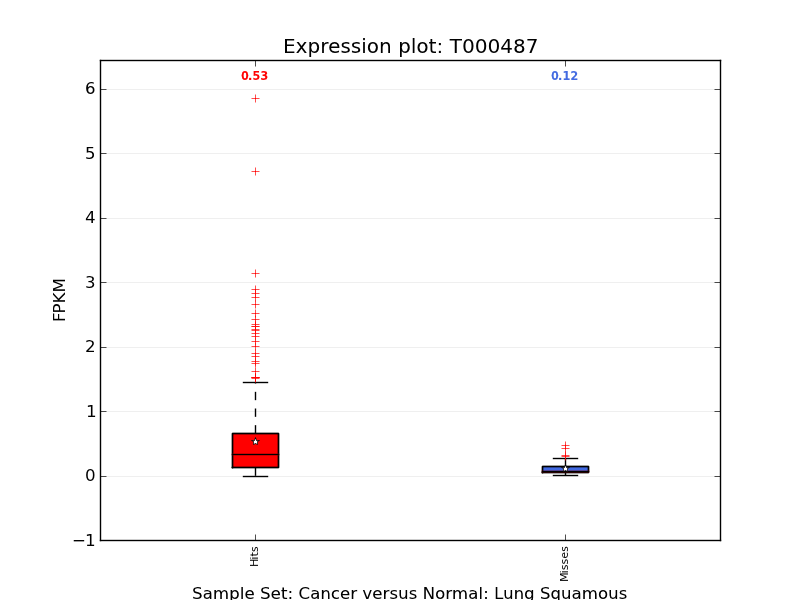 Expression plot: T000487
0.53
0.12
6
5
4
3
2
1
0
−1
FPKM
Hits
Misses
Sample Set: Cancer versus Normal: Lung Squamous